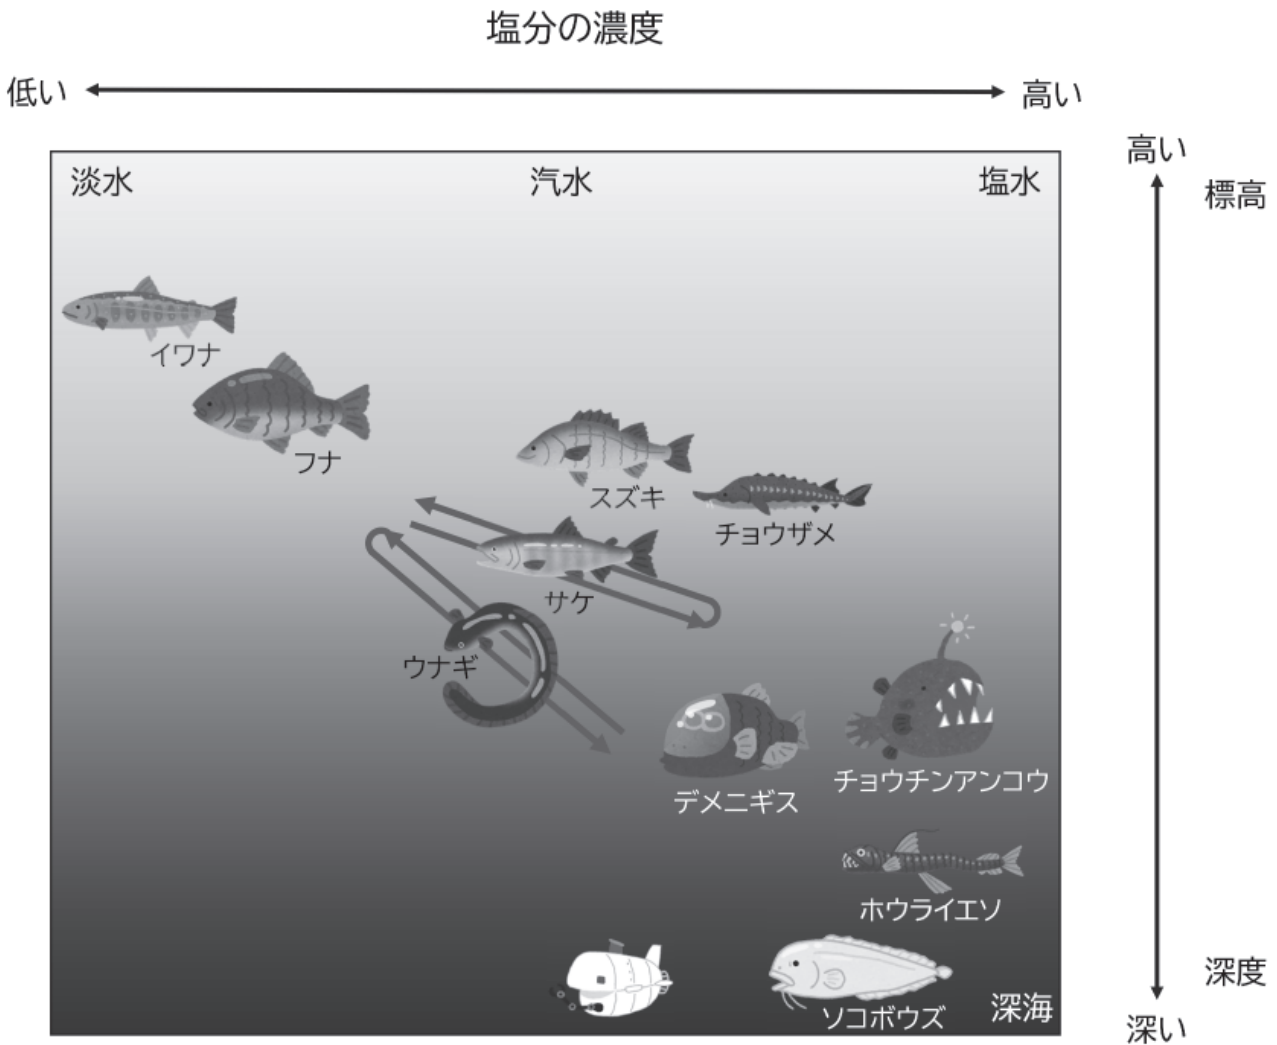 塩分の濃度
低い
高い
高い
標高
淡水
汽水
塩水
イワナ
フナ
スズキ
チョウザメ
サケ
ウナギ
デメニギス
チョウチンアンコウ
ホウライエソ
ソコボウズ
深海
深度
深い